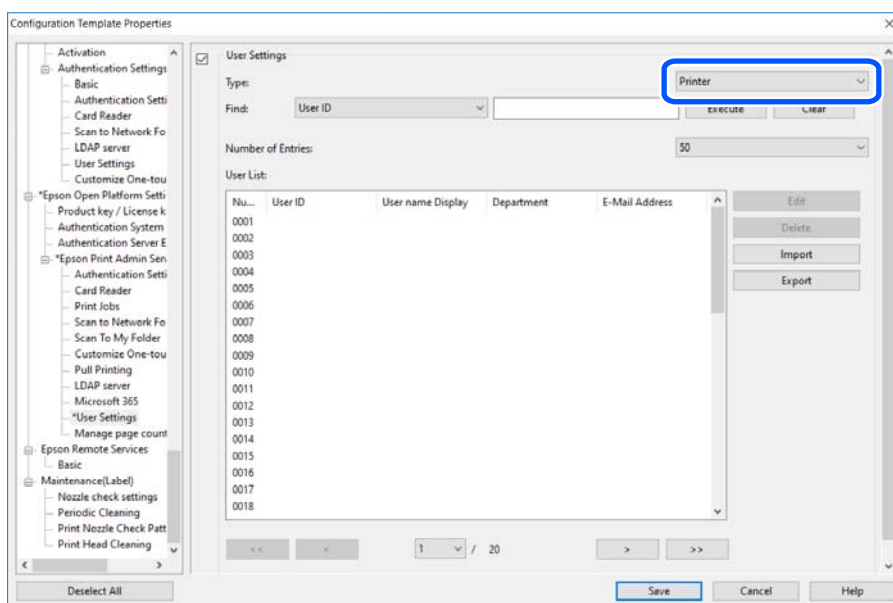 Configuration Template Properties
Activation
Authentication Settings
Basic
Authentication Setti
Card Reader
Scan to Network Fo
LDAP server
User Settings
Customize One-tou
*Epson Open Platform Setti
Product key / License k
Authentication System
Authentication Server E
*Epson Print Admin Serv
Authentication Setti
Card Reader
Print Jobs
Scan to Network Fo
Scan To My Folder
Customize One-tou
Pull Printing
LDAP server
Microsoft 365
*User Settings
Manage page count
Epson Remote Services
Basic
Maintenance(Label)
Nozzle check settings
Periodic Cleaning
Print Nozzle Check Patt
Print Head Cleaning
User Settings
Type: Printer
Find: User ID Execute Clear
Number of Entries: 50
User List:
Nu... User ID User name Display Department E-Mail Address
0001
0002
0003
0004
0005
0006
0007
0008
0009
0010
0011
0012
0013
0014
0015
0016
0017
0018
Edit
Delete
Import
Export
<< < 1 / 20 > >>
Deselect All Save Cancel Help